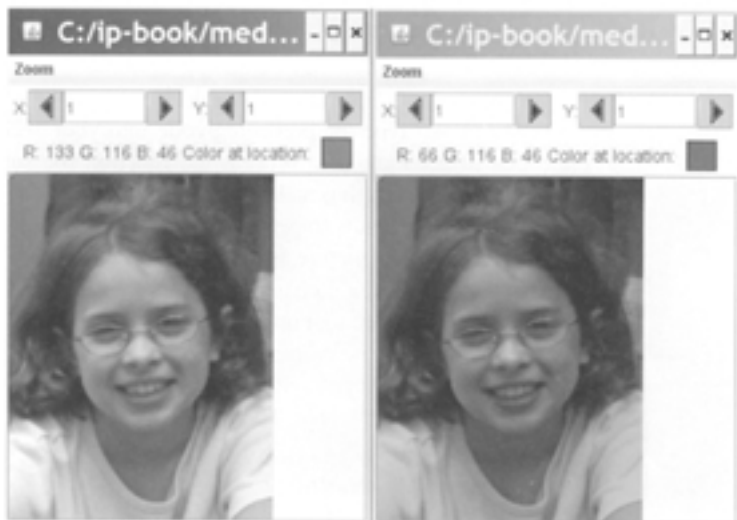 C:/ip-book/med...
Zoom
X: 1 Y: 1
R: 133 G: 116 B: 46 Color at location:
C:/ip-book/med...
Zoom
X: 1 Y: 1
R: 66 G: 116 B: 46 Color at location: